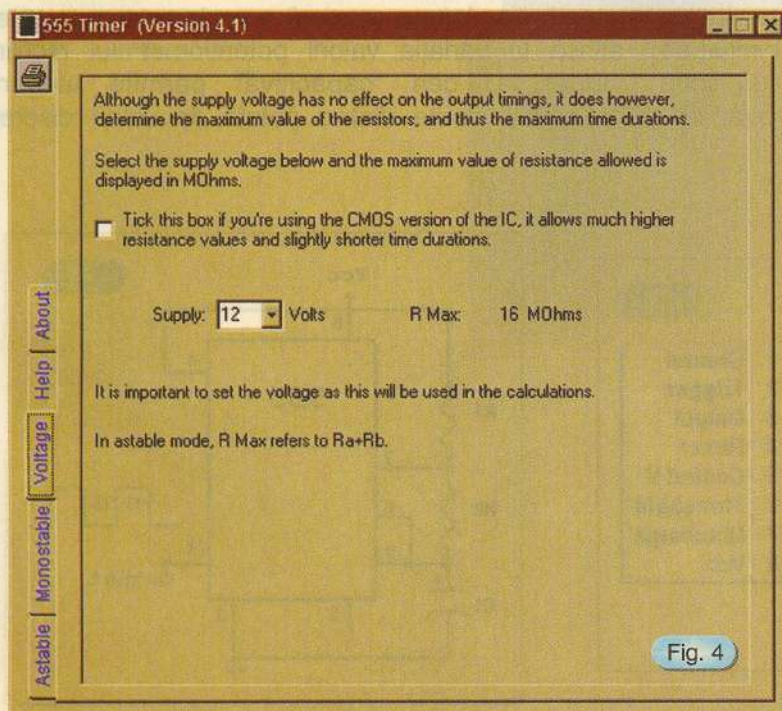 555 Timer (Version 4.1)
Although the supply voltage has no effect on the output timings, it does however,
determine the maximum value of the resistors, and thus the maximum time durations.
Select the supply voltage below and the maximum value of resistance allowed is
displayed in MOhms.
Tick this box if you're using the CMOS version of the IC, it allows much higher
resistance values and slightly shorter time durations.
Supply: 12 Volts R Max: 16 MOhms
It is important to set the voltage as this will be used in the calculations.
In astable mode, R Max refers to Ra+Rb.
About
Help
Voltage
Monostable
Astable
Fig. 4